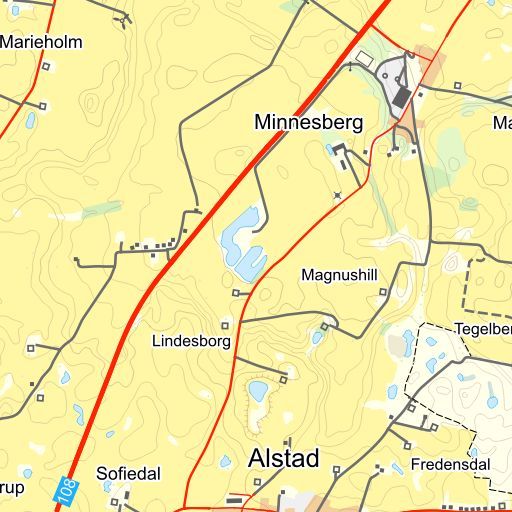 Marieholm
Minnesberg
Ma
Magnushill
Tegelber
Lindesborg
Alstad
Fredensdal
Sofiedal
rup
108